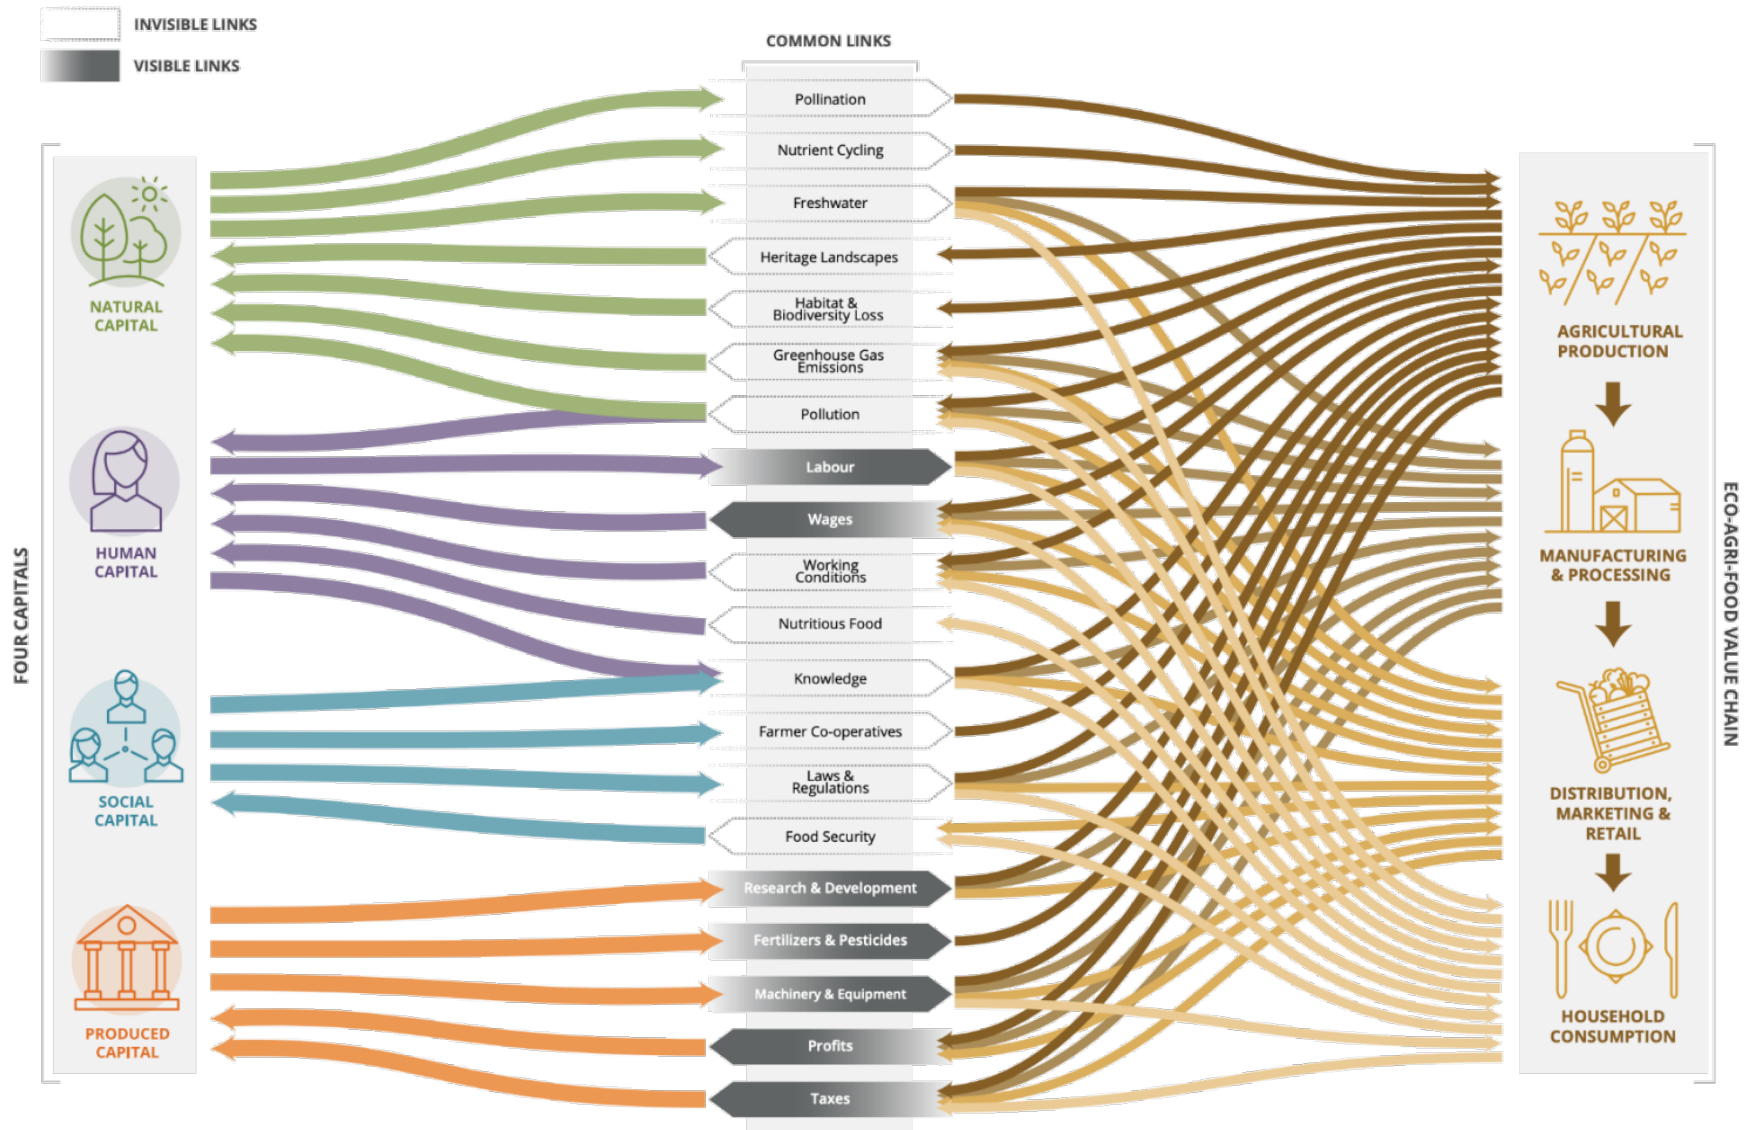 INVISIBLE LINKS
VISIBLE LINKS
COMMON LINKS
FOUR CAPITALS
NATURAL
CAPITAL
HUMAN
CAPITAL
SOCIAL
CAPITAL
PRODUCED
CAPITAL
Pollination
Nutrient Cycling
Freshwater
Heritage Landscapes
Habitat &
Biodiversity Loss
Greenhouse Gas
Emissions
Pollution
Labour
Wages
Working
Conditions
Nutritious Food
Knowledge
Farmer Co-operatives
Laws &
Regulations
Food Security
Research & Development
Fertilizers & Pesticides
Machinery & Equipment
Profits
Taxes
AGRICULTURAL
PRODUCTION
MANUFACTURING
& PROCESSING
DISTRIBUTION,
MARKETING &
RETAIL
HOUSEHOLD
CONSUMPTION
ECO-AGRI-FOOD VALUE CHAIN